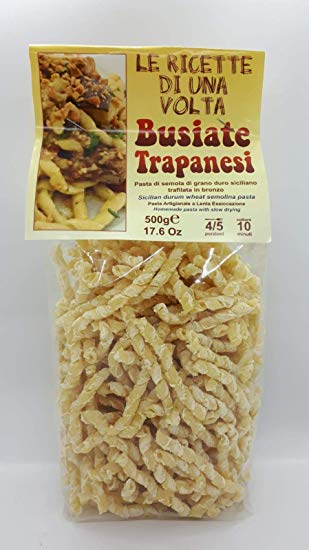 LE RICETTE
DI UNA
VOLTA
Busiate
Trapanesi
Pasta di semola di grano duro siciliano
trafilata in bronzo
Sicilian durum wheat semolina pasta
Pasta Artigianale a Lenta Essiccazione
Homemade pasta with slow drying
500g℮
17.6 Oz
4/5
porzioni
cottura
10
minuti